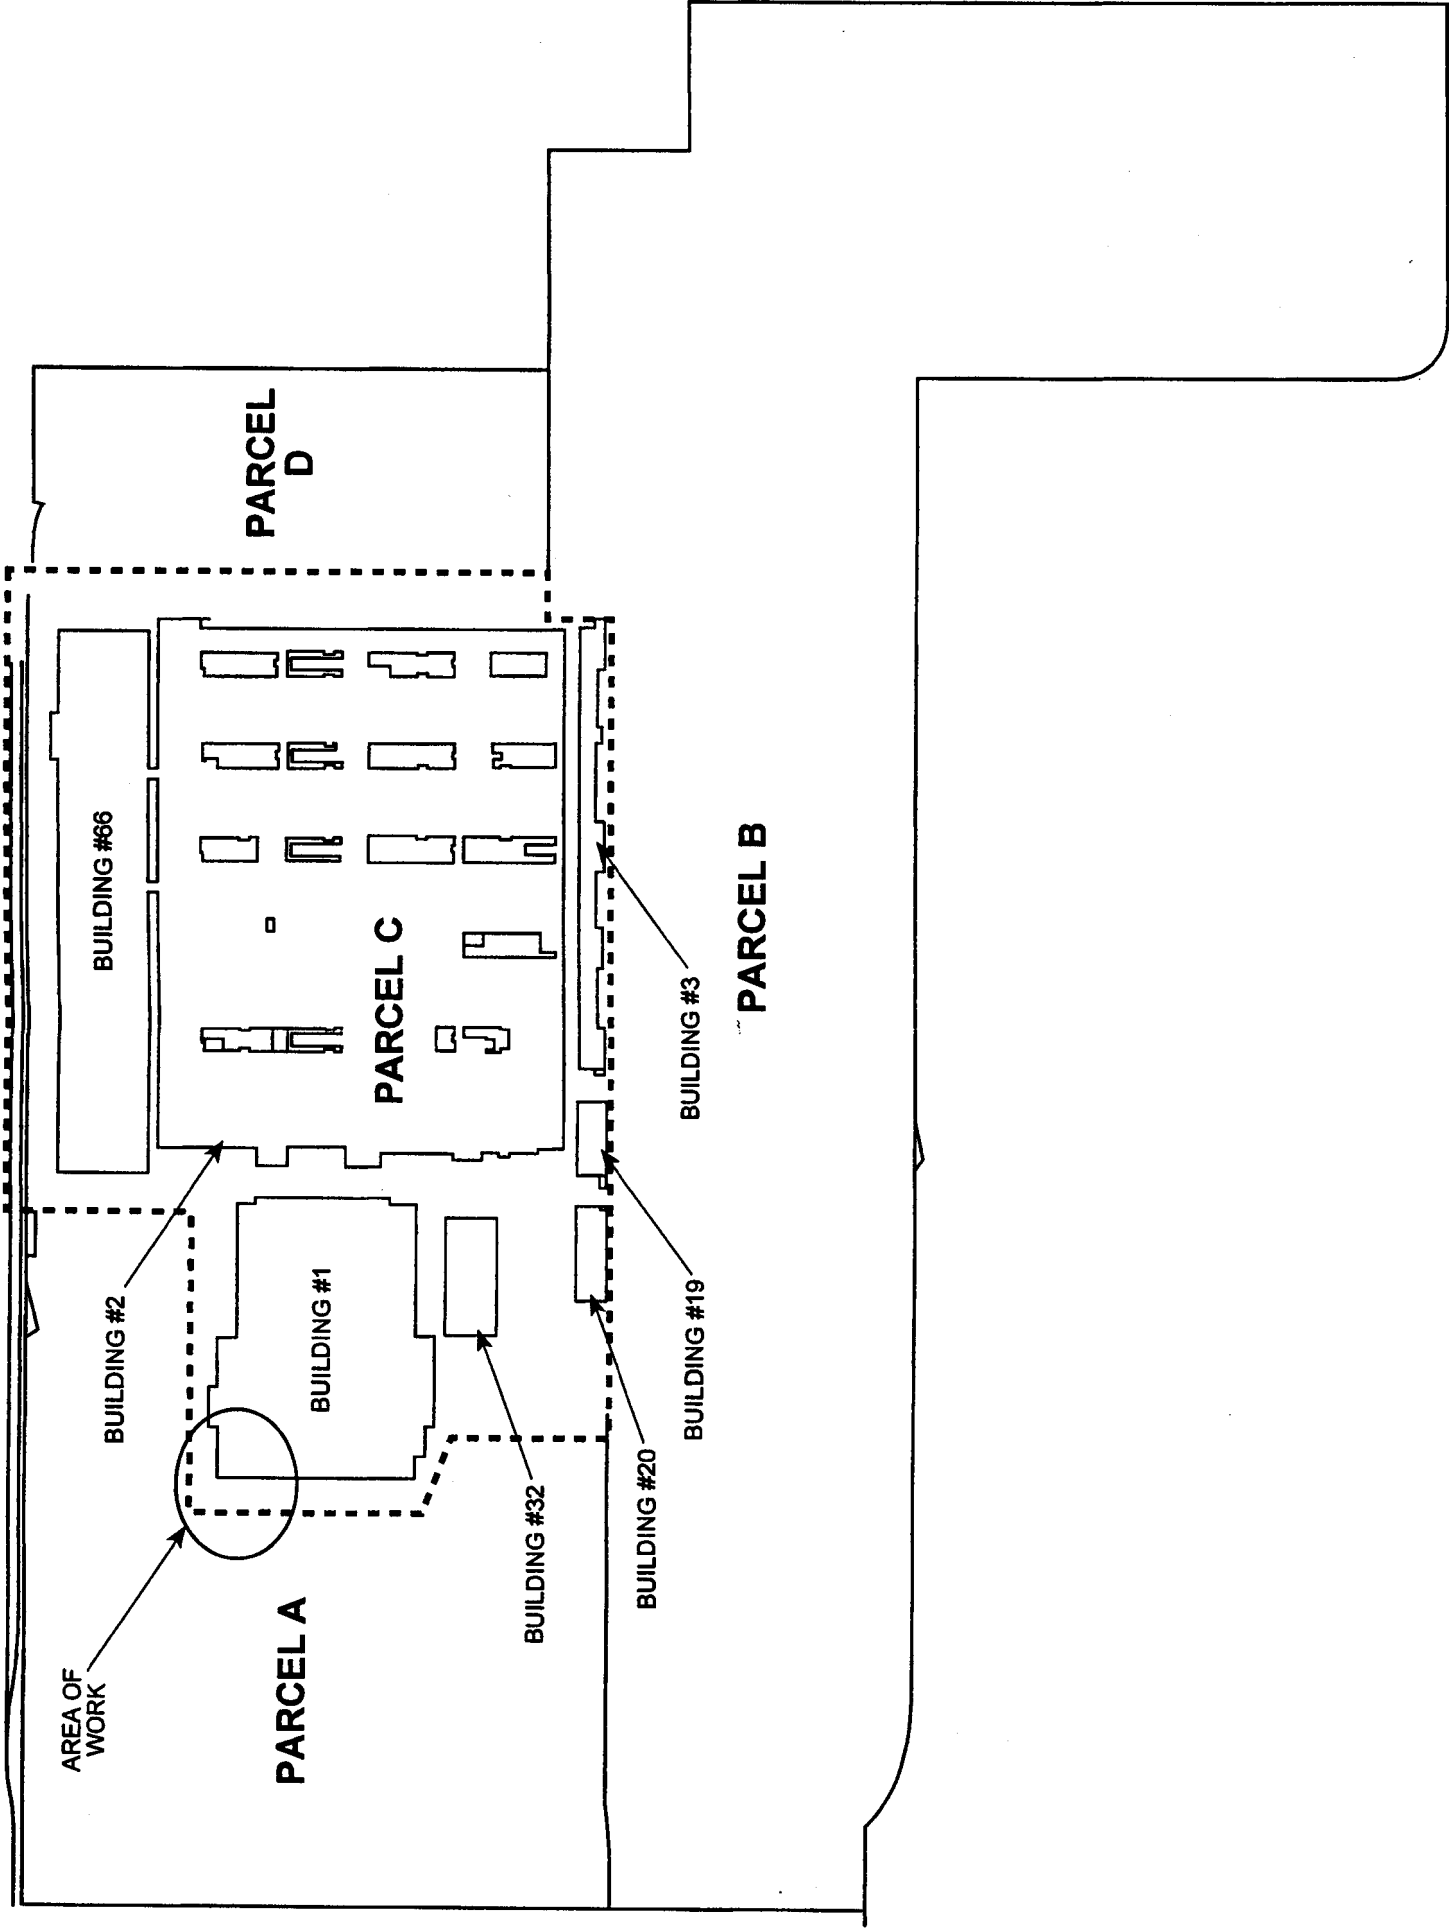 AREA OF
WORK
PARCEL A
BUILDING #2
BUILDING #1
BUILDING #32
BUILDING #20
BUILDING #19
BUILDING #66
PARCEL C
BUILDING #3
PARCEL B
PARCEL
D